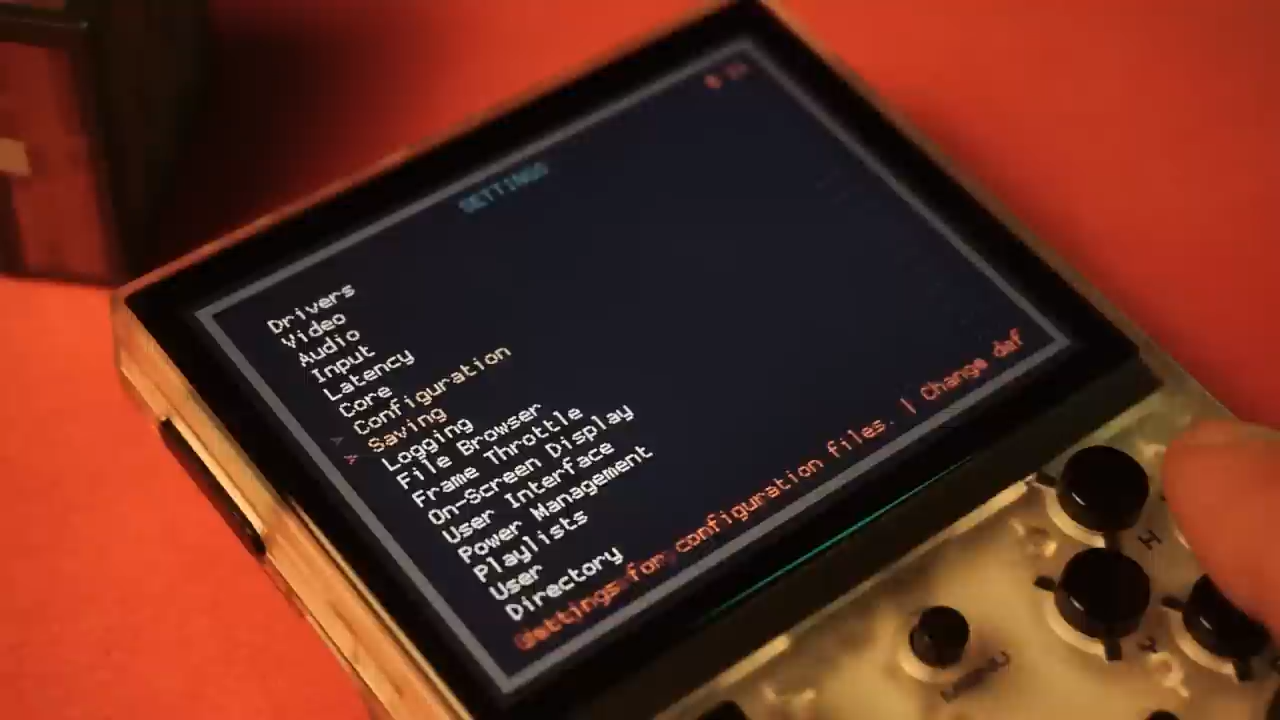 SETTINGS
Drivers
Video
Audio
Input
Latency
Core
> Configuration
> Saving
Logging
File Browser
Frame Throttle
On-Screen Display
User Interface
Power Management
Playlists
User
Directory
Settings for configuration files. | Change def
MENU
X
Y